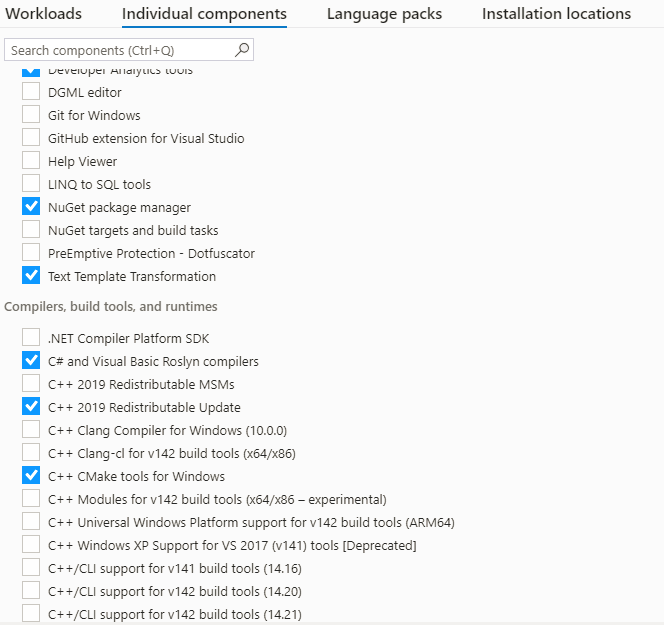 Workloads Individual components Language packs Installation locations
Search components (Ctrl+Q)
Developer Analytics tools
DGML editor
Git for Windows
GitHub extension for Visual Studio
Help Viewer
LINQ to SQL tools
NuGet package manager
NuGet targets and build tasks
PreEmptive Protection - Dotfuscator
Text Template Transformation
Compilers, build tools, and runtimes
.NET Compiler Platform SDK
C# and Visual Basic Roslyn compilers
C++ 2019 Redistributable MSMs
C++ 2019 Redistributable Update
C++ Clang Compiler for Windows (10.0.0)
C++ Clang-cl for v142 build tools (x64/x86)
C++ CMake tools for Windows
C++ Modules for v142 build tools (x64/x86 – experimental)
C++ Universal Windows Platform support for v142 build tools (ARM64)
C++ Windows XP Support for VS 2017 (v141) tools [Deprecated]
C++/CLI support for v141 build tools (14.16)
C++/CLI support for v142 build tools (14.20)
C++/CLI support for v142 build tools (14.21)